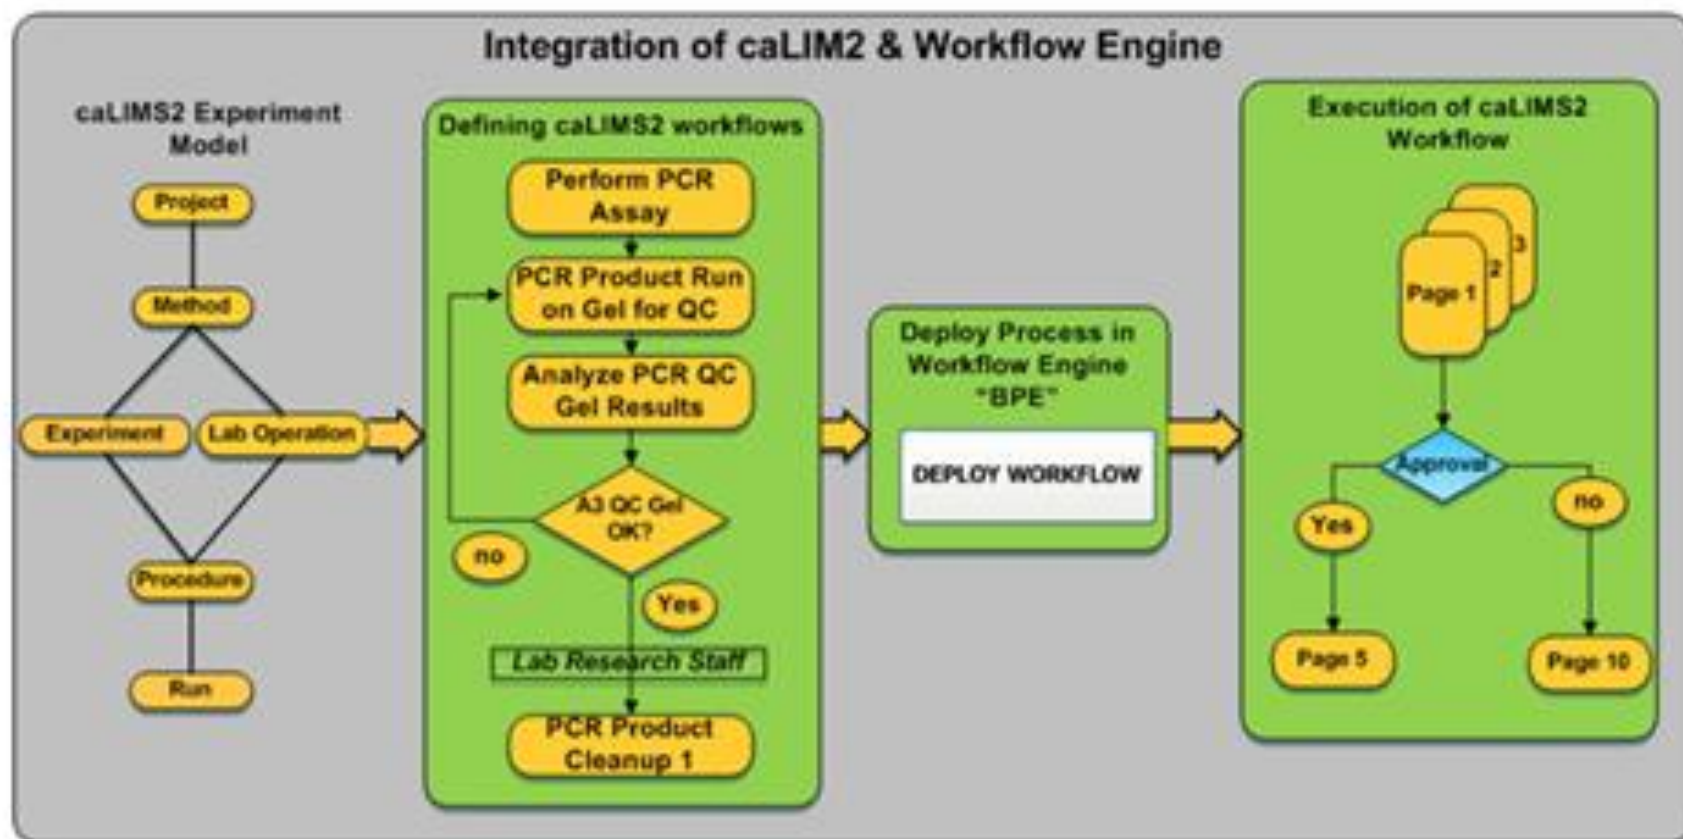 Integration of caLIM2 & Workflow Engine
caLIMS2 Experiment
Model
Project
Method
Experiment
Lab Operation
Procedure
Run
Defining caLIMS2 workflows
Perform PCR
Assay
PCR Product Run
on Gel for QC
Analyze PCR QC
Gel Results
A3 QC Gel
OK?
no
Yes
Lab Research Staff
PCR Product
Cleanup 1
Deploy Process in
Workflow Engine
"BPE"
DEPLOY WORKFLOW
Execution of caLIMS2
Workflow
3
2
Page 1
Approval
Yes
no
Page 5
Page 10